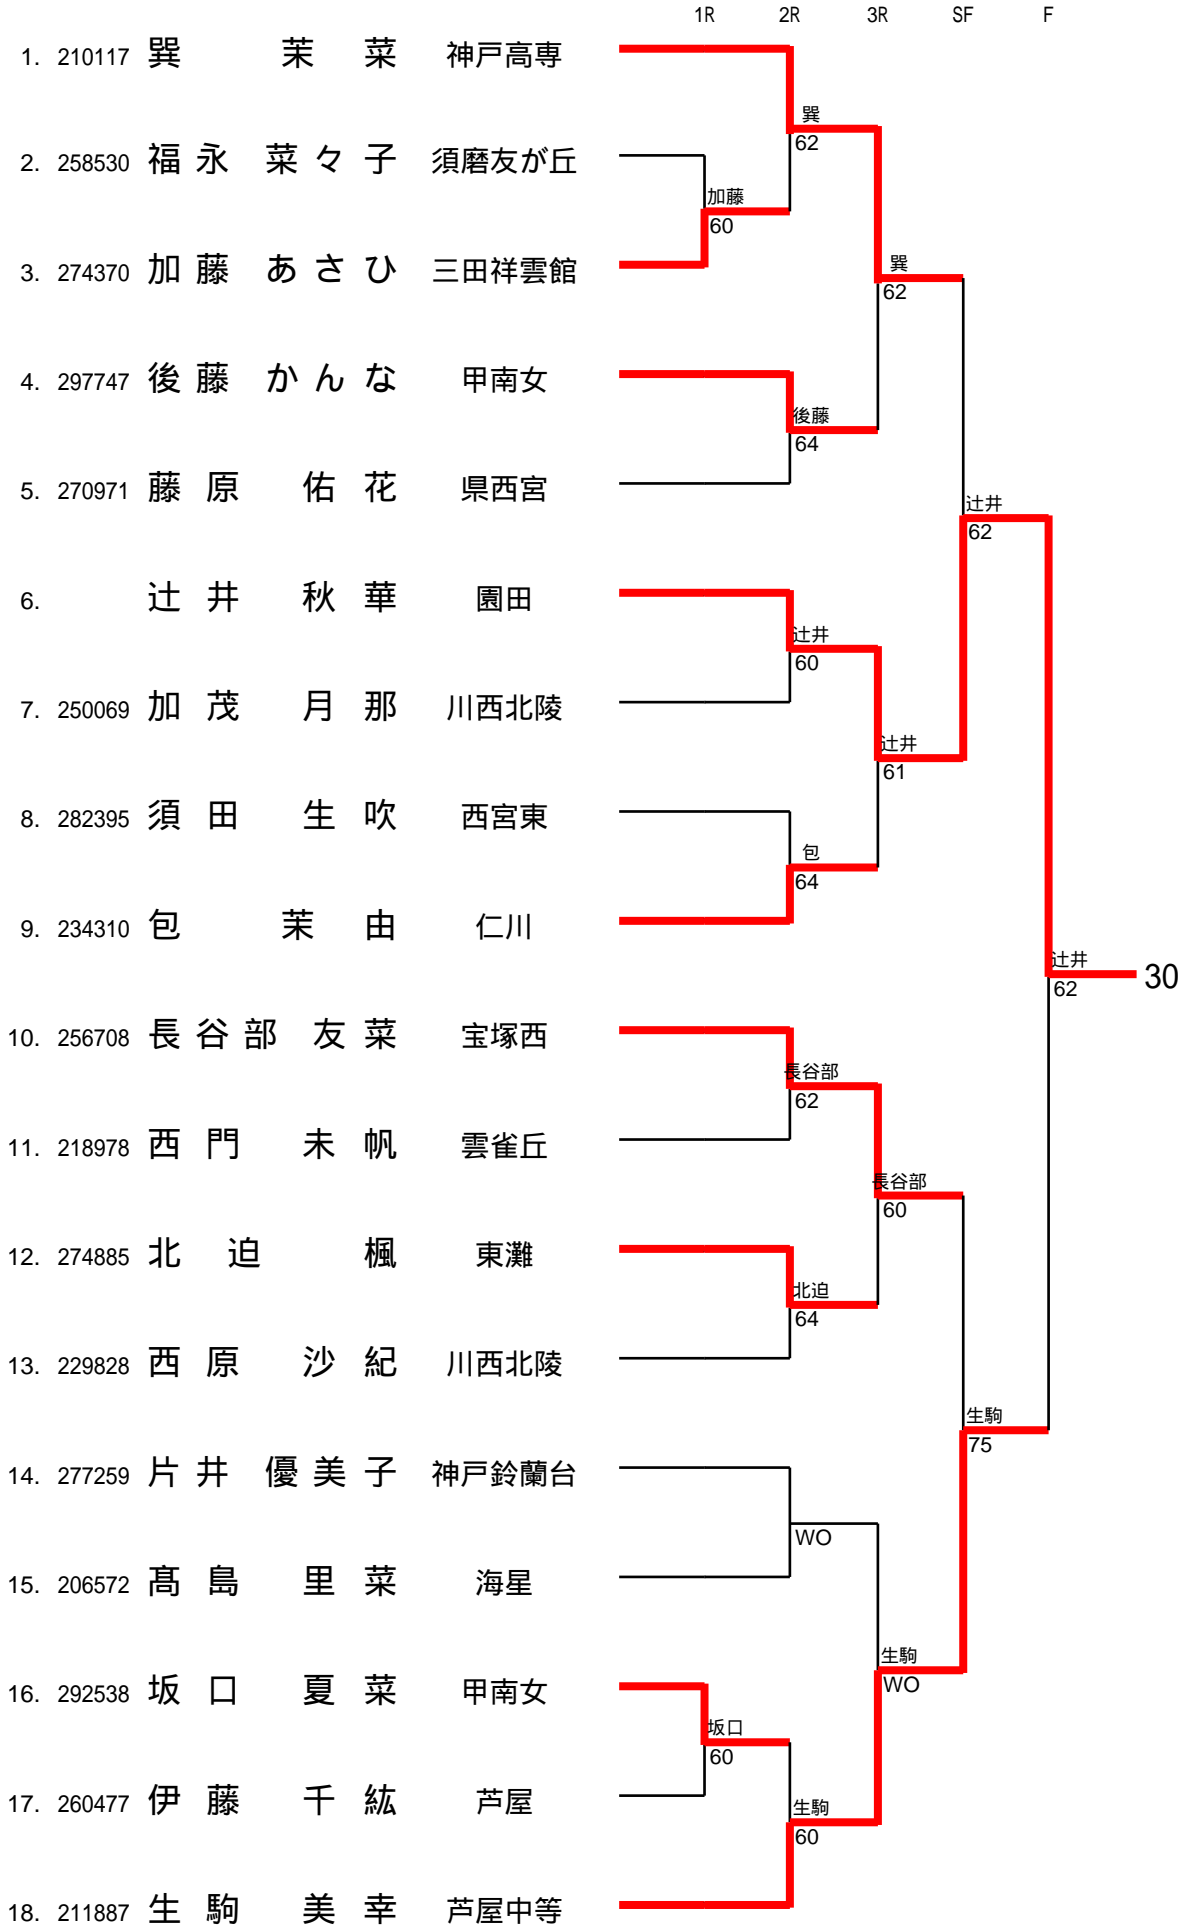 1R 2R 3R SF F
1. 210117 巽 茉菜 神戸高専
巽
62
2. 258530 福永 菜々子 須磨友が丘
加藤
60
3. 274370 加藤 あさひ 三田祥雲館
巽
62
4. 297747 後藤 かんな 甲南女
後藤
64
5. 270971 藤原 佑花 県西宮
辻井
62
6. 辻井 秋華 園田
辻井
60
7. 250069 加茂 月那 川西北陵
辻井
61
8. 282395 須田 生吹 西宮東
包
64
9. 234310 包 茉由 仁川
辻井
62
30
10. 256708 長谷部 友菜 宝塚西
長谷部
62
11. 218978 西門 未帆 雲雀丘
長谷部
60
12. 274885 北迫 楓 東灘
北迫
64
13. 229828 西原 沙紀 川西北陵
生駒
75
14. 277259 片井 優美子 神戸鈴蘭台
WO
15. 206572 髙島 里菜 海星
生駒
WO
16. 292538 坂口 夏菜 甲南女
坂口
60
17. 260477 伊藤 千紘 芦屋
生駒
60
18. 211887 生駒 美幸 芦屋中等